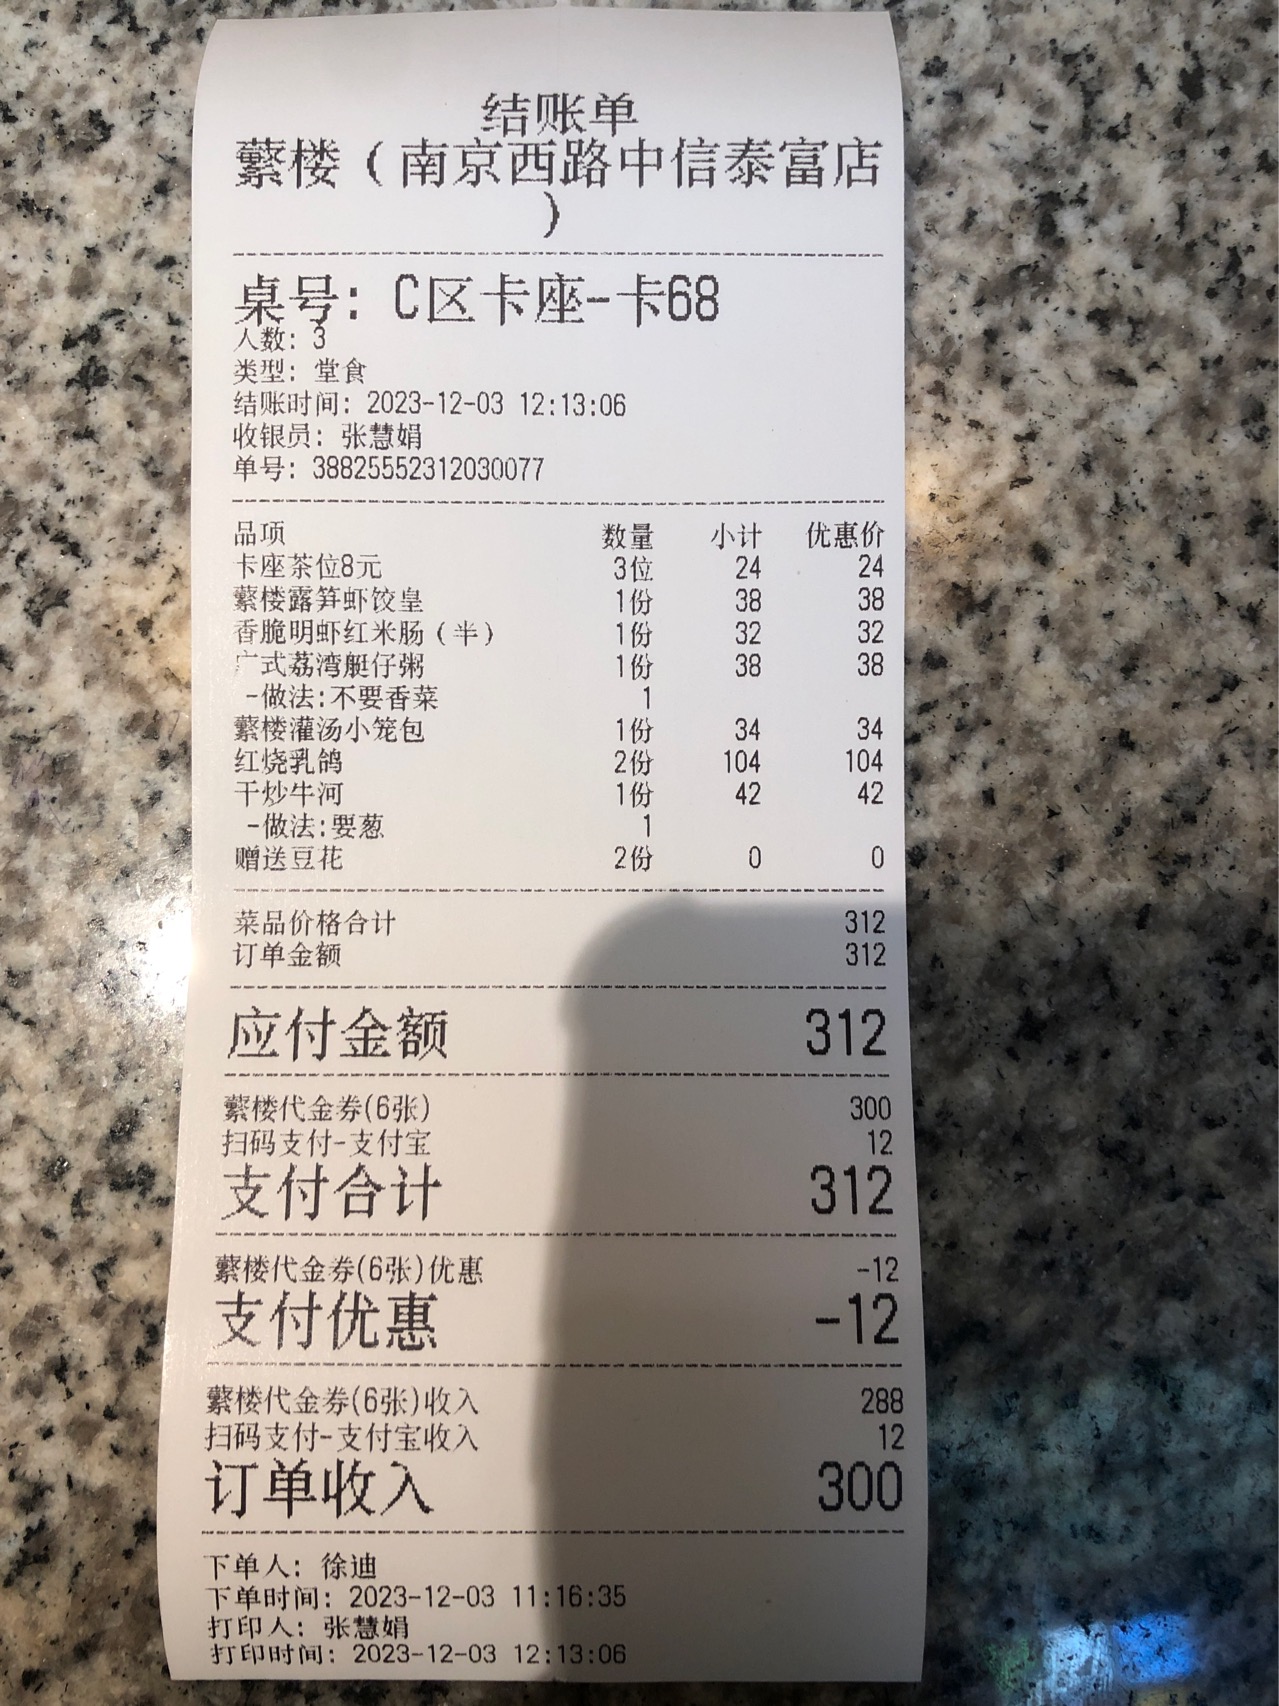 结账单
蘩楼（南京西路中信泰富店
）
桌号: C区卡座-卡68
人数: 3
类型: 堂食
结账时间: 2023-12-03 12:13:06
收银员: 张慧娟
单号: 38825552312030077
品项 数量 小计 优惠价
卡座茶位8元 3位 24 24
蘩楼露笋虾饺皇 1份 38 38
香脆明虾红米肠（半） 1份 32 32
广式荔湾艇仔粥 1份 38 38
-做法:不要香菜 1
蘩楼灌汤小笼包 1份 34 34
红烧乳鸽 2份 104 104
干炒牛河 1份 42 42
-做法:要葱 1
赠送豆花 2份 0 0
菜品价格合计 312
订单金额 312
应付金额 312
蘩楼代金券(6张) 300
扫码支付-支付宝 12
支付合计 312
蘩楼代金券(6张)优惠 -12
支付优惠 -12
蘩楼代金券(6张)收入 288
扫码支付-支付宝收入 12
订单收入 300
下单人: 徐迪
下单时间: 2023-12-03 11:16:35
打印人: 张慧娟
打印时间: 2023-12-03 12:13:06